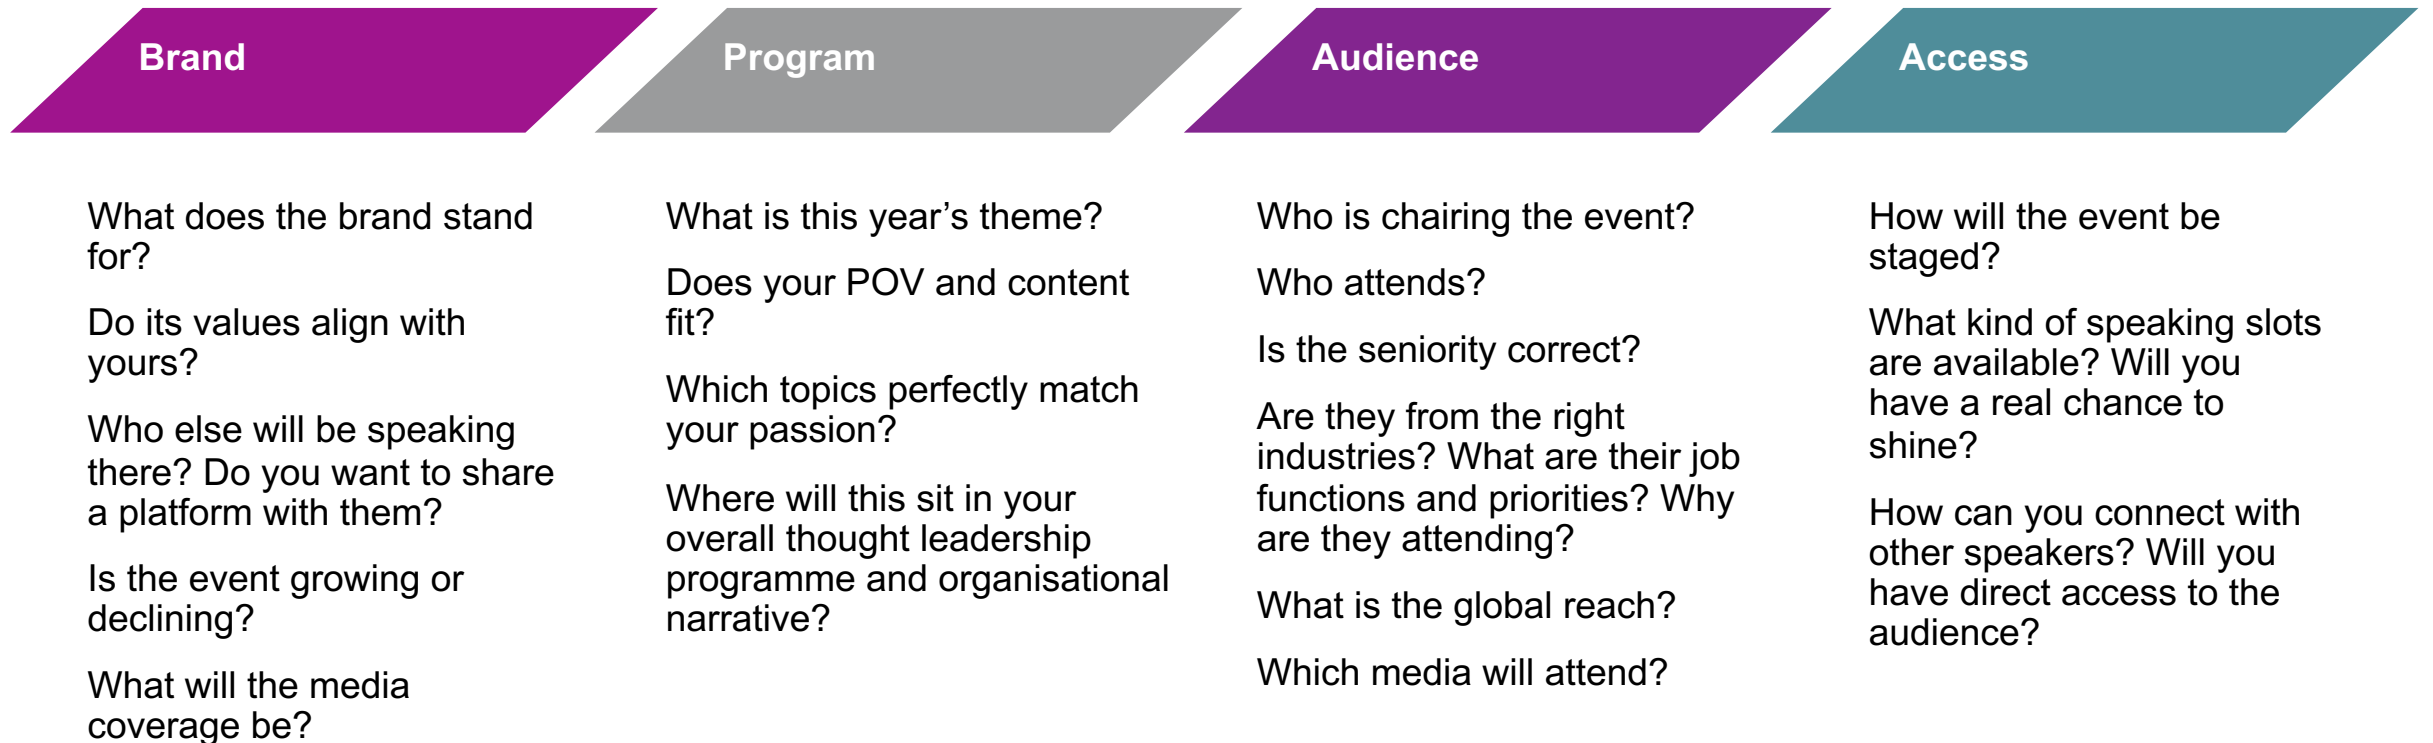 Brand
What does the brand stand
for?
Do its values align with
yours?
Who else will be speaking
there? Do you want to share
a platform with them?
Is the event growing or
declining?
What will the media
coverage be?
Program
What is this year’s theme?
Does your POV and content
fit?
Which topics perfectly match
your passion?
Where will this sit in your
overall thought leadership
programme and organisational
narrative?
Audience
Who is chairing the event?
Who attends?
Is the seniority correct?
Are they from the right
industries? What are their job
functions and priorities? Why
are they attending?
What is the global reach?
Which media will attend?
Access
How will the event be
staged?
What kind of speaking slots
are available? Will you
have a real chance to
shine?
How can you connect with
other speakers? Will you
have direct access to the
audience?